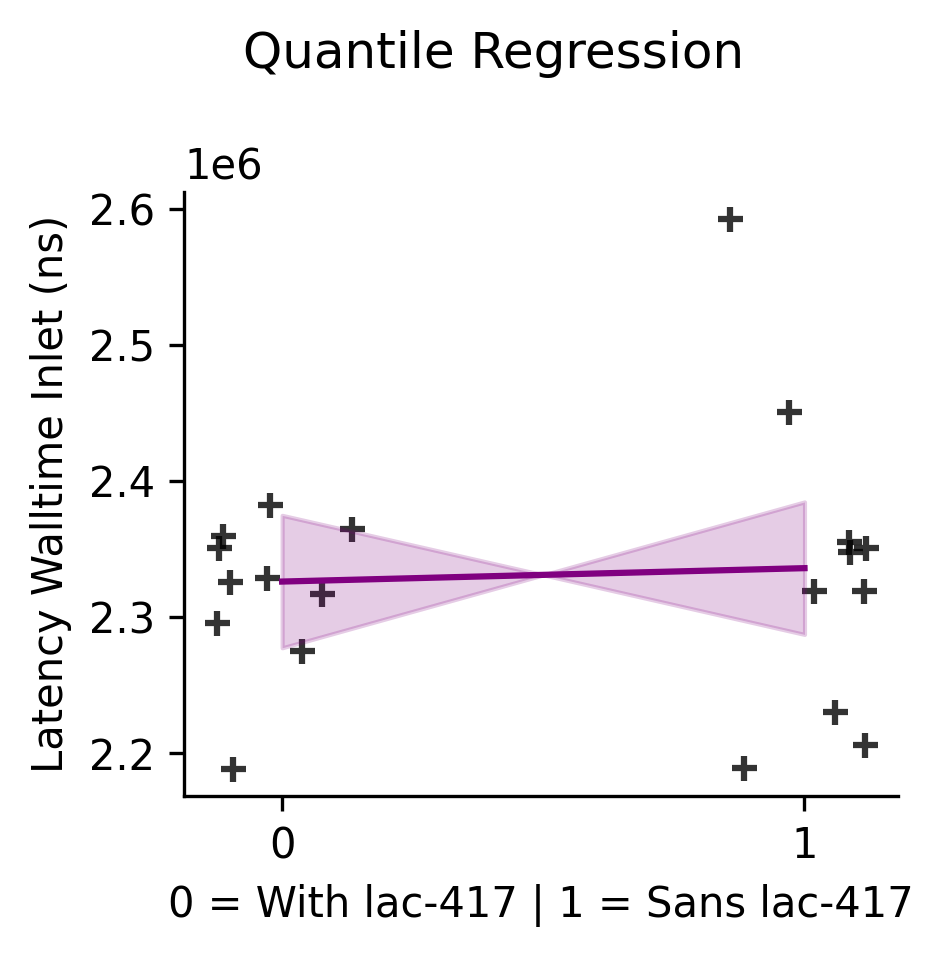 Quantile Regression
1e6
2.6
2.5
2.4
2.3
2.2
Latency Walltime Inlet (ns)
0 1
0 = With lac-417 | 1 = Sans lac-417